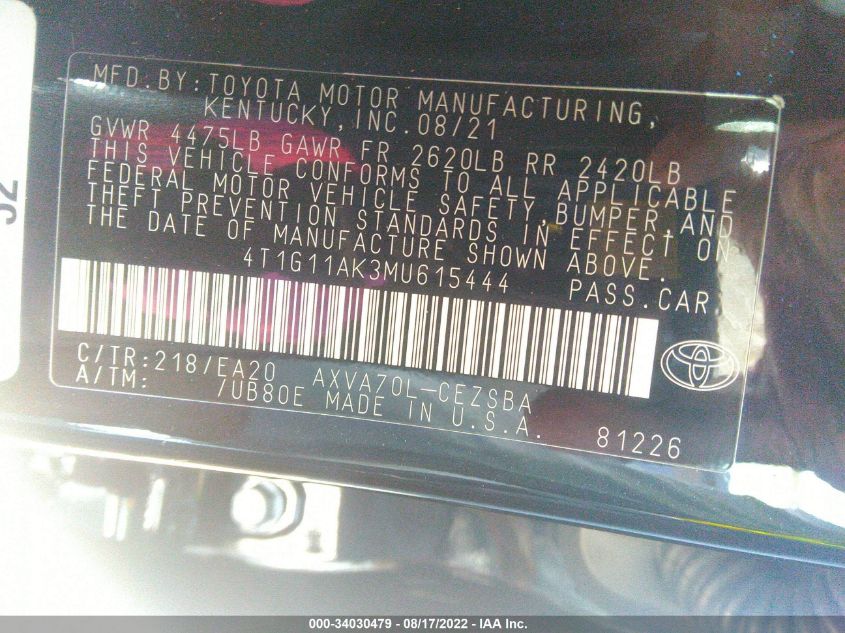 MFD.BY:TOYOTA MOTOR MANUFACTURING,
KENTUCKY,INC.08/21
GVWR 4475LB GAWR FR 2620LB RR 2420LB
THIS VEHICLE CONFORMS TO ALL APPLICABLE
FEDERAL MOTOR VEHICLE SAFETY,BUMPER,AND
THEFT PREVENTION STANDARDS IN EFFECT ON
THE DATE OF MANUFACTURE SHOWN ABOVE.
4T1G11AK3MU615444 PASS.CAR
C/TR:218/EA20 AXVA70L-CEZSBA
A/TM: /UB80E MADE IN U.S.A. 81226
52
000-34030479 - 08/17/2022 - IAA Inc.